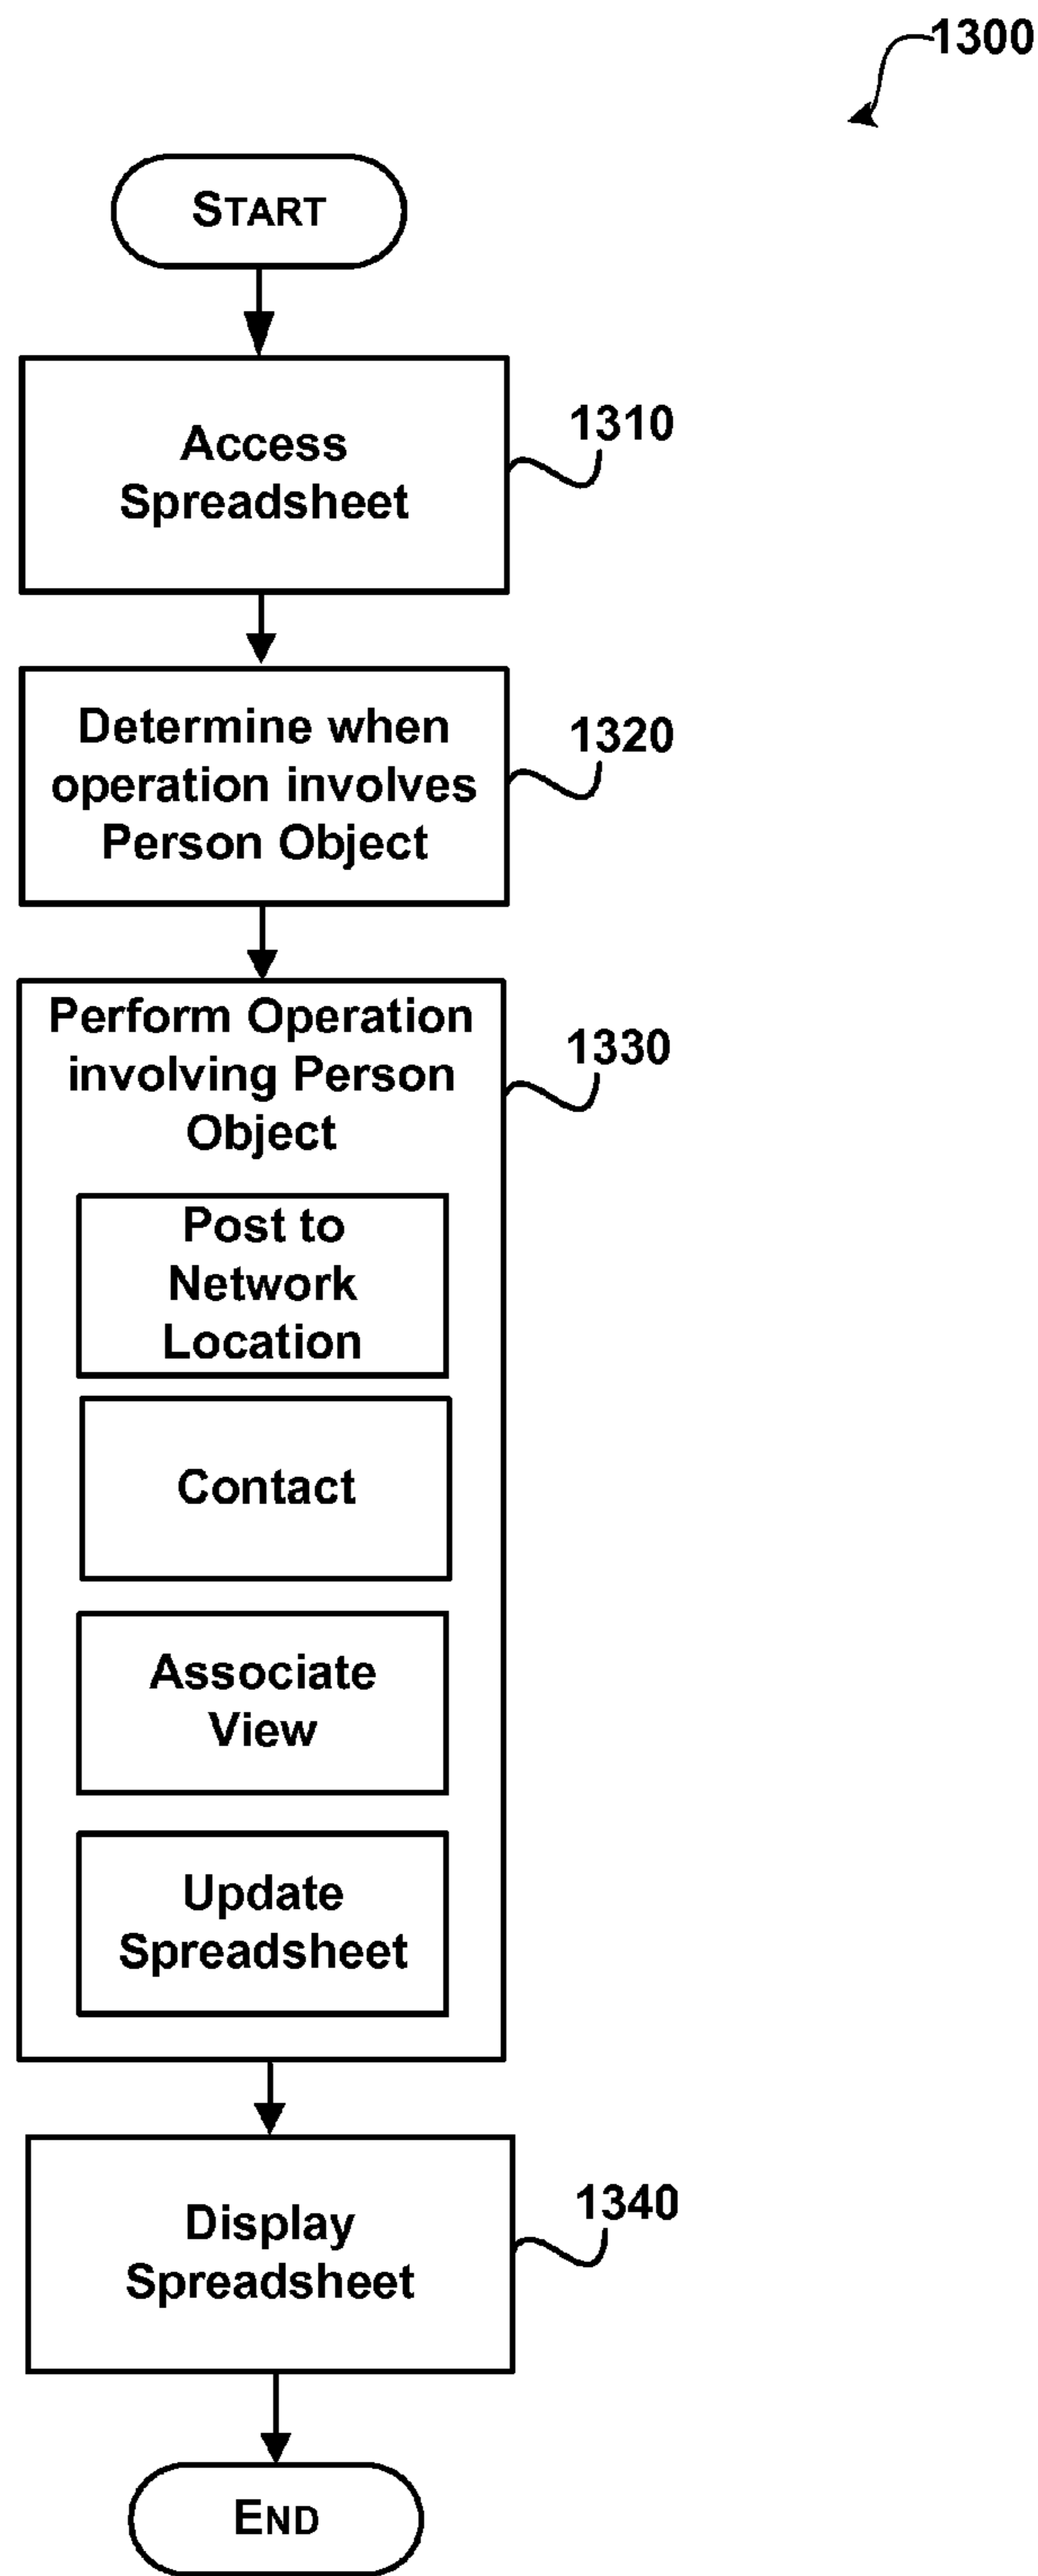 1300
START
Access
Spreadsheet
1310
Determine when
operation involves
Person Object
1320
Perform Operation
involving Person
Object
1330
Post to
Network
Location
Contact
Associate
View
Update
Spreadsheet
Display
Spreadsheet
1340
END